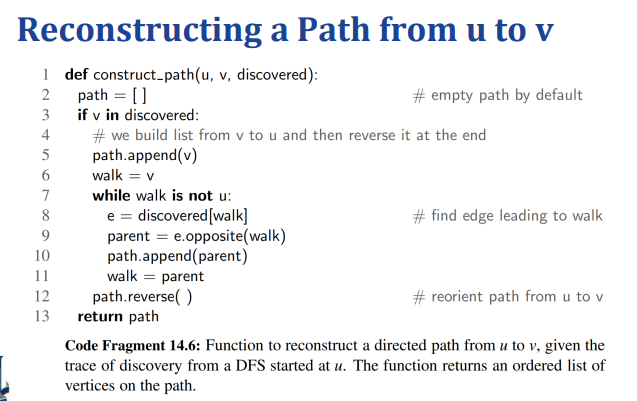 Reconstructing a Path from u to v
1 def construct_path(u, v, discovered):
2 path = [ ] # empty path by default
3 if v in discovered:
4 # we build list from v to u and then reverse it at the end
5 path.append(v)
6 walk = v
7 while walk is not u:
8 e = discovered[walk] # find edge leading to walk
9 parent = e.opposite(walk)
10 path.append(parent)
11 walk = parent
12 path.reverse( ) # reorient path from u to v
13 return path
Code Fragment 14.6: Function to reconstruct a directed path from u to v, given the
trace of discovery from a DFS started at u. The function returns an ordered list of
vertices on the path.